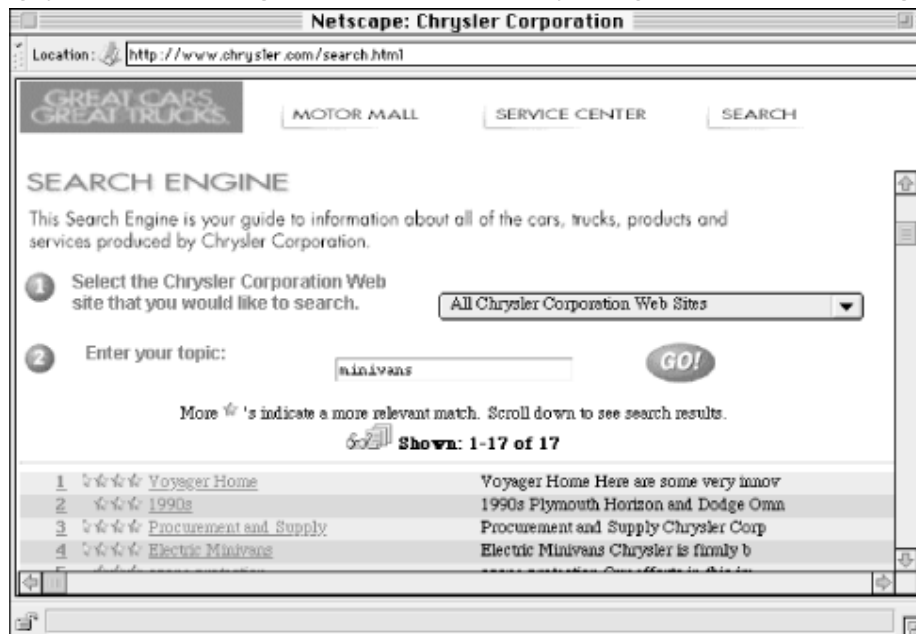 Netscape: Chrysler Corporation
Location: http://www.chrysler.com/search.html
GREAT CARS.
GREAT TRUCKS.
MOTOR MALL
SERVICE CENTER
SEARCH
SEARCH ENGINE
This Search Engine is your guide to information about all of the cars, trucks, products and
services produced by Chrysler Corporation.
1 Select the Chrysler Corporation Web
site that you would like to search.
All Chrysler Corporation Web Sites
2 Enter your topic:
minivans
GO!
More 's indicate a more relevant match. Scroll down to see search results.
Shown: 1-17 of 17
1 Voyager Home Voyager Home Here are some very innov
2 1990s 1990s Plymouth Horizon and Dodge Omn
3 Procurement and Supply Procurement and Supply Chrysler Corp
4 Electric Minivans Electric Minivans Chrysler is firmly b